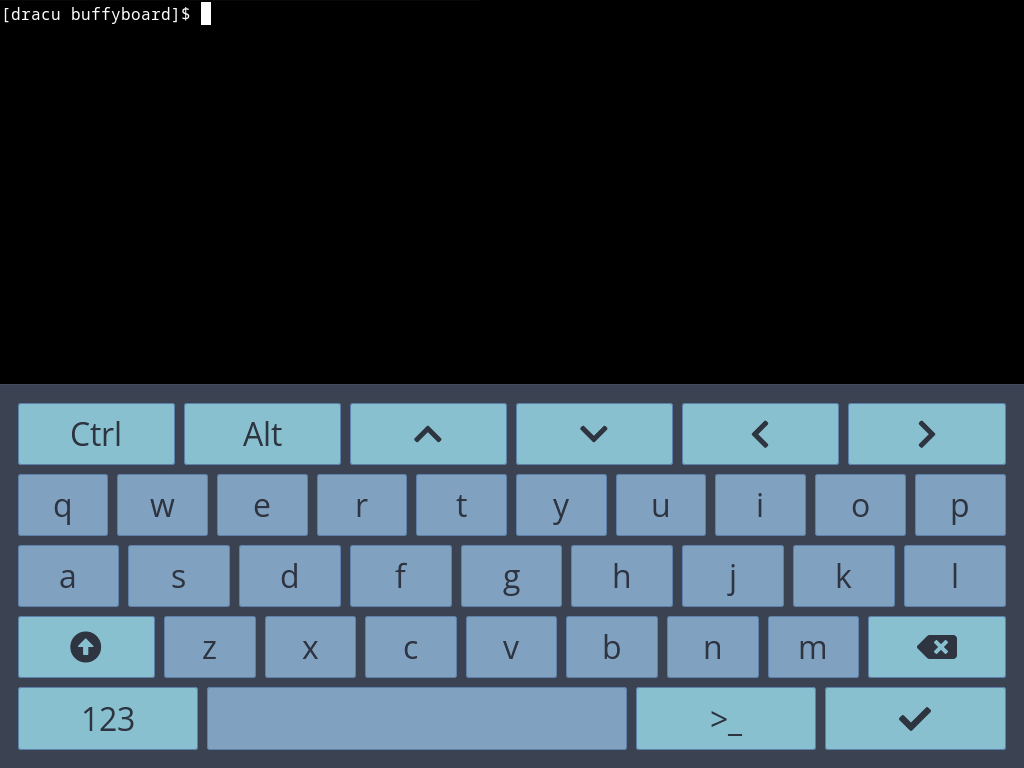 [dracu buffyboard]$
Ctrl Alt
q w e r t y u i o p
a s d f g h j k l
z x c v b n m
123 >_